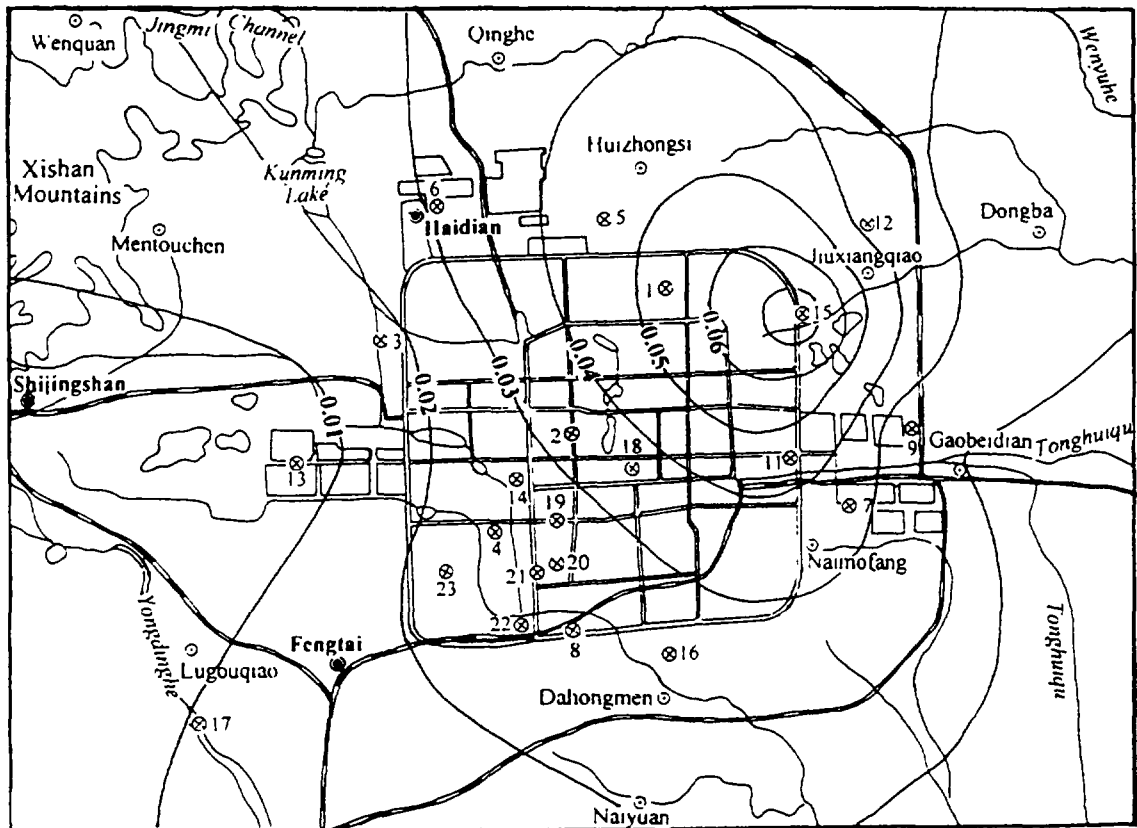 Wenquan
Jingmi Channel
Qinghe
Wenyuhe
Xishan
Mountains
Kunming
Lake
Huizhongsi
6
Haidian
5
12
Dongba
Mentouchen
Jiuxiangqiao
1
15
3
0.06
0.05
0.04
0.03
0.02
0.01
Shijingshan
2
18
11
9
Gaobeidian
Tonghuiqu
13
14
19
7
4
20
21
23
Naimofang
22
8
16
Fengtai
Lugouqiao
Yongdinghe
Tonghuiqu
Dahongmen
17
Naiyuan